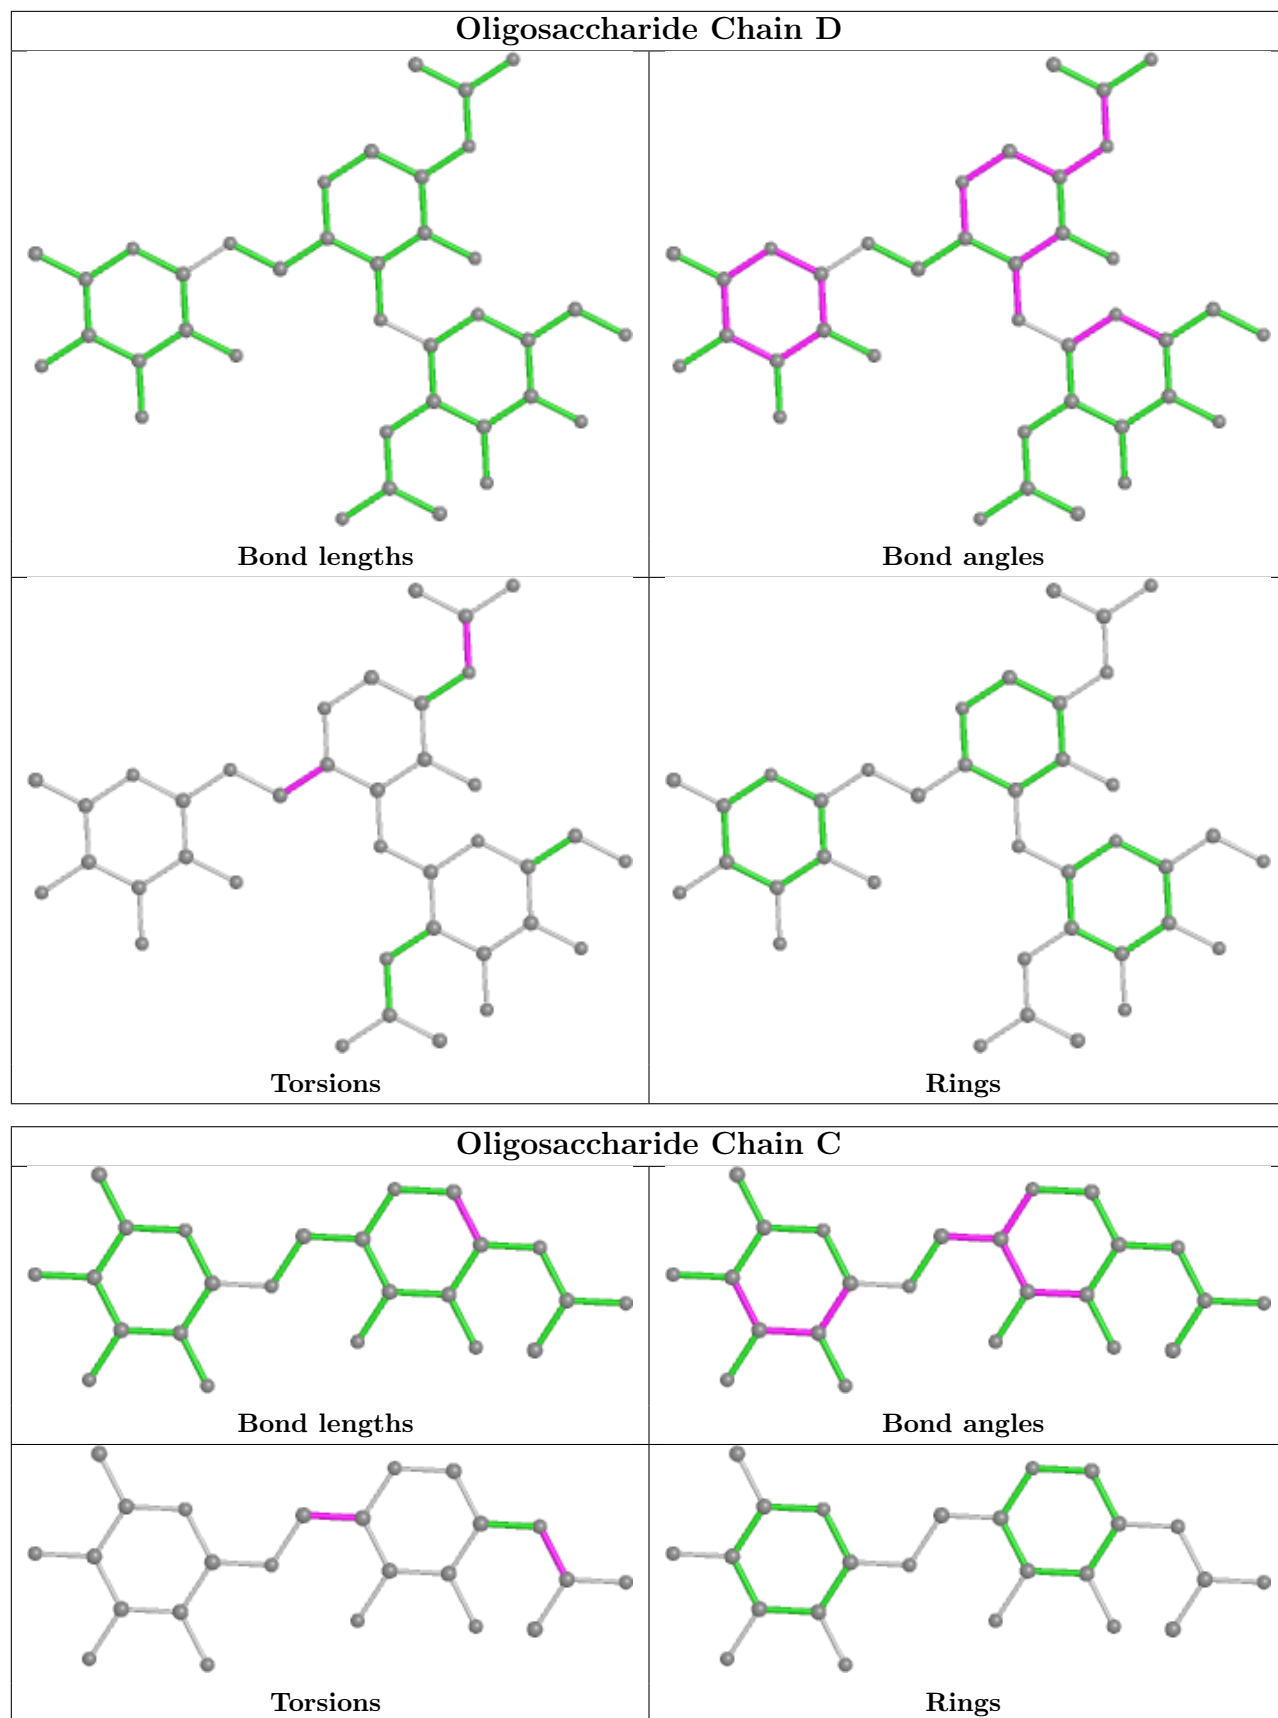 Oligosaccharide Chain D
Bond lengths
Bond angles
Torsions
Rings
Oligosaccharide Chain C
Bond lengths
Bond angles
Torsions
Rings